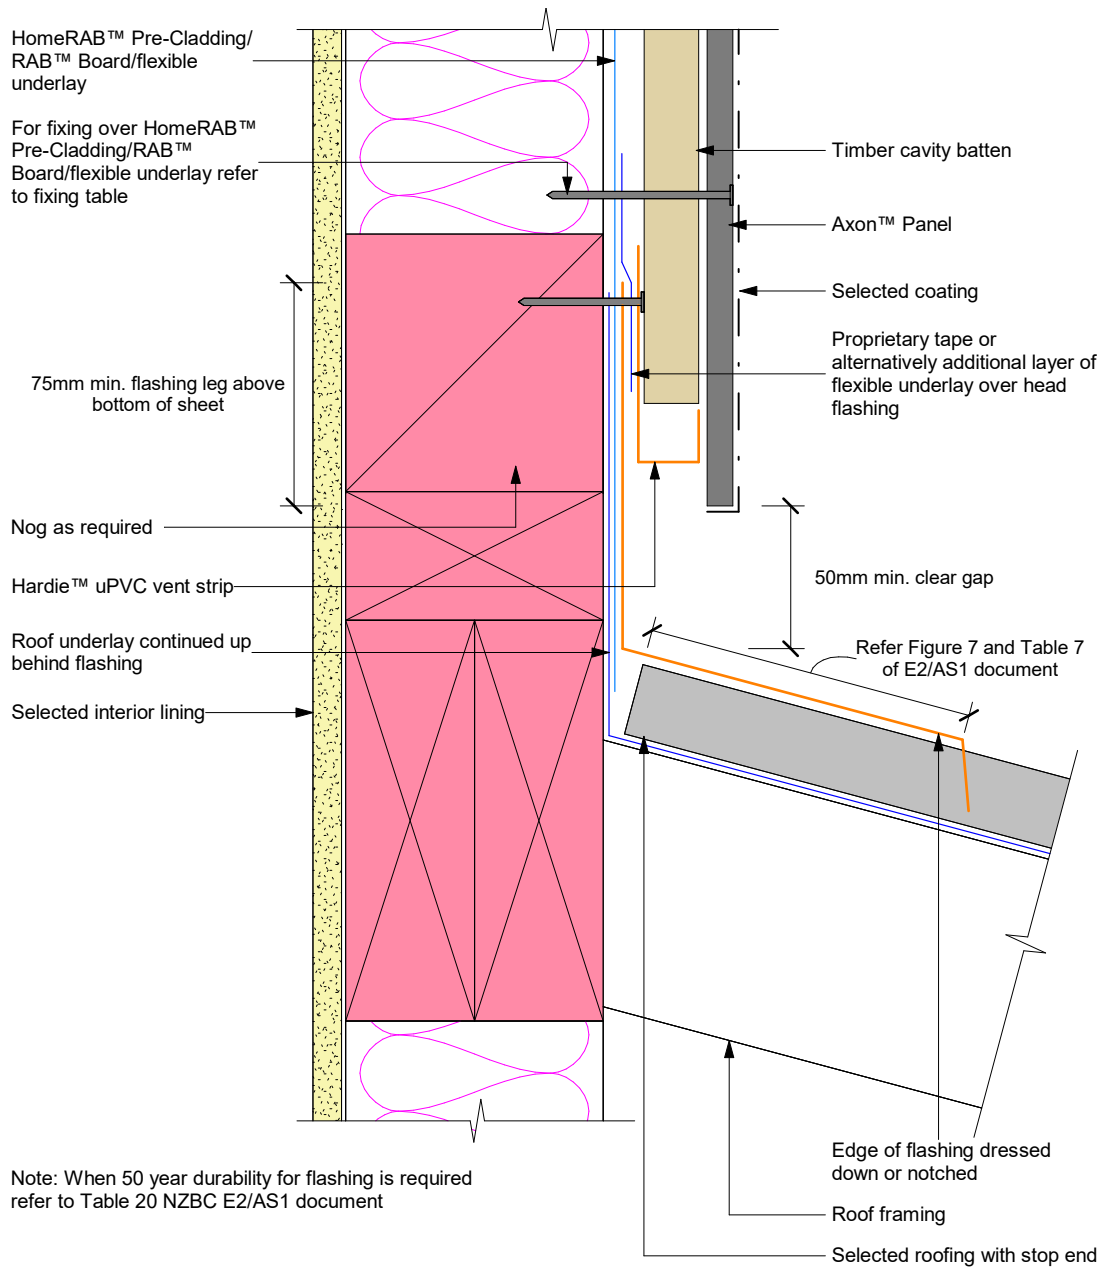 HomeRAB™ Pre-Cladding/
RAB™ Board/flexible
underlay
For fixing over HomeRAB™
Pre-Cladding/RAB™
Board/flexible underlay refer
to fixing table
75mm min. flashing leg above
bottom of sheet
Nog as required
Hardie™ uPVC vent strip
Roof underlay continued up
behind flashing
Selected interior lining
Timber cavity batten
Axon™ Panel
Selected coating
Proprietary tape or
alternatively additional layer of
flexible underlay over head
flashing
50mm min. clear gap
Refer Figure 7 and Table 7
of E2/AS1 document
Edge of flashing dressed
down or notched
Roof framing
Selected roofing with stop end
Note: When 50 year durability for flashing is required
refer to Table 20 NZBC E2/AS1 document